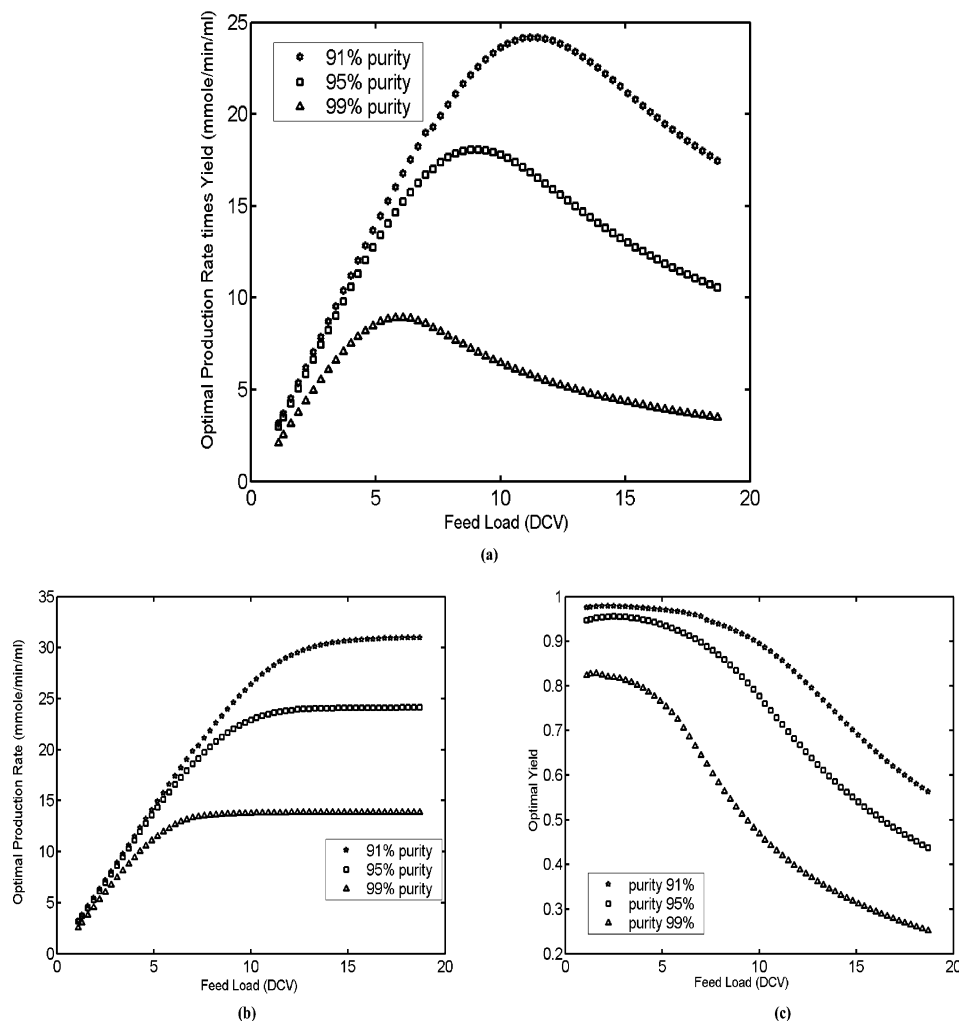 Optimal Production Rate times Yield (mmole/min/ml)
25
20
15
10
5
0
91% purity
95% purity
99% purity
0 5 10 15 20
Feed Load (DCV)
(a)
Optimal Production Rate (mmole/min/ml)
35
30
25
20
15
10
5
0
91% purity
95% purity
99% purity
0 5 10 15 20
Feed Load (DCV)
(b)
Optimal Yield
1
0.9
0.8
0.7
0.6
0.5
0.4
0.3
0.2
purity 91%
purity 95%
purity 99%
0 5 10 15 20
Feed Load (DCV)
(c)